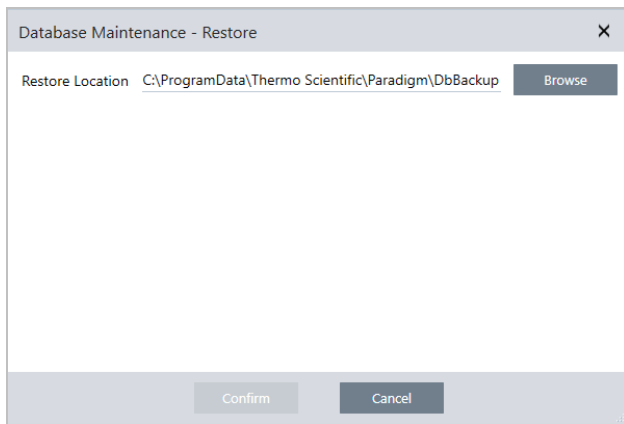 Database Maintenance - Restore
Restore Location C:\ProgramData\Thermo Scientific\Paradigm\DbBackup Browse
Confirm Cancel